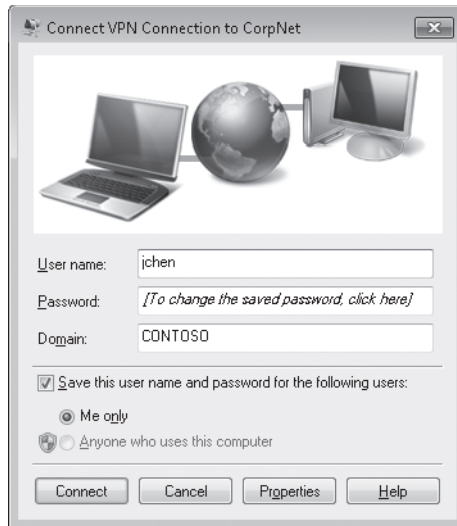 Connect VPN Connection to CorpNet
User name: jchen
Password: [To change the saved password, click here]
Domain: CONTOSO
Save this user name and password for the following users:
Me only
Anyone who uses this computer
Connect Cancel Properties Help